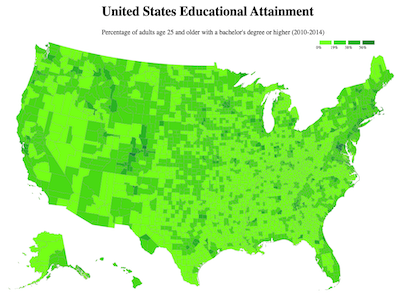 United States Educational Attainment
Percentage of adults age 25 and older with a bachelor's degree or higher (2010-2014)
0% 19% 38% 56%